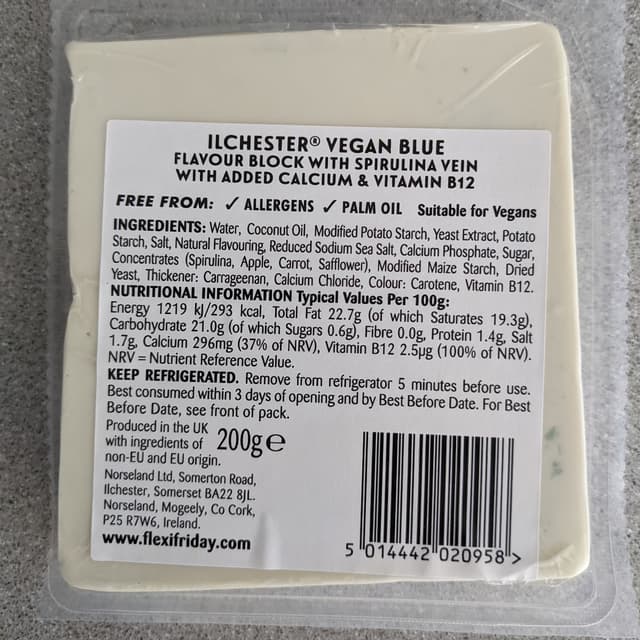 ILCHESTER® VEGAN BLUE
FLAVOUR BLOCK WITH SPIRULINA VEIN
WITH ADDED CALCIUM & VITAMIN B12
FREE FROM: ✓ ALLERGENS ✓ PALM OIL Suitable for Vegans
INGREDIENTS: Water, Coconut Oil, Modified Potato Starch, Yeast Extract, Potato
Starch, Salt, Natural Flavouring, Reduced Sodium Sea Salt, Calcium Phosphate, Sugar,
Concentrates (Spirulina, Apple, Carrot, Safflower), Modified Maize Starch, Dried
Yeast, Thickener: Carrageenan, Calcium Chloride, Colour: Carotene, Vitamin B12.
NUTRITIONAL INFORMATION Typical Values Per 100g:
Energy 1219 kJ/293 kcal, Total Fat 22.7g (of which Saturates 19.3g),
Carbohydrate 21.0g (of which Sugars 0.6g), Fibre 0.0g, Protein 1.4g, Salt
1.7g, Calcium 296mg (37% of NRV), Vitamin B12 2.5µg (100% of NRV).
NRV = Nutrient Reference Value.
KEEP REFRIGERATED. Remove from refrigerator 5 minutes before use.
Best consumed within 3 days of opening and by Best Before Date. For Best
Before Date, see front of pack.
Produced in the UK
with ingredients of
non-EU and EU origin.
200g℮
Norseland Ltd, Somerton Road,
Ilchester, Somerset BA22 8JL.
Norseland, Mogeely, Co Cork,
P25 R7W6, Ireland.
www.flexifriday.com
5 014442 020958 >